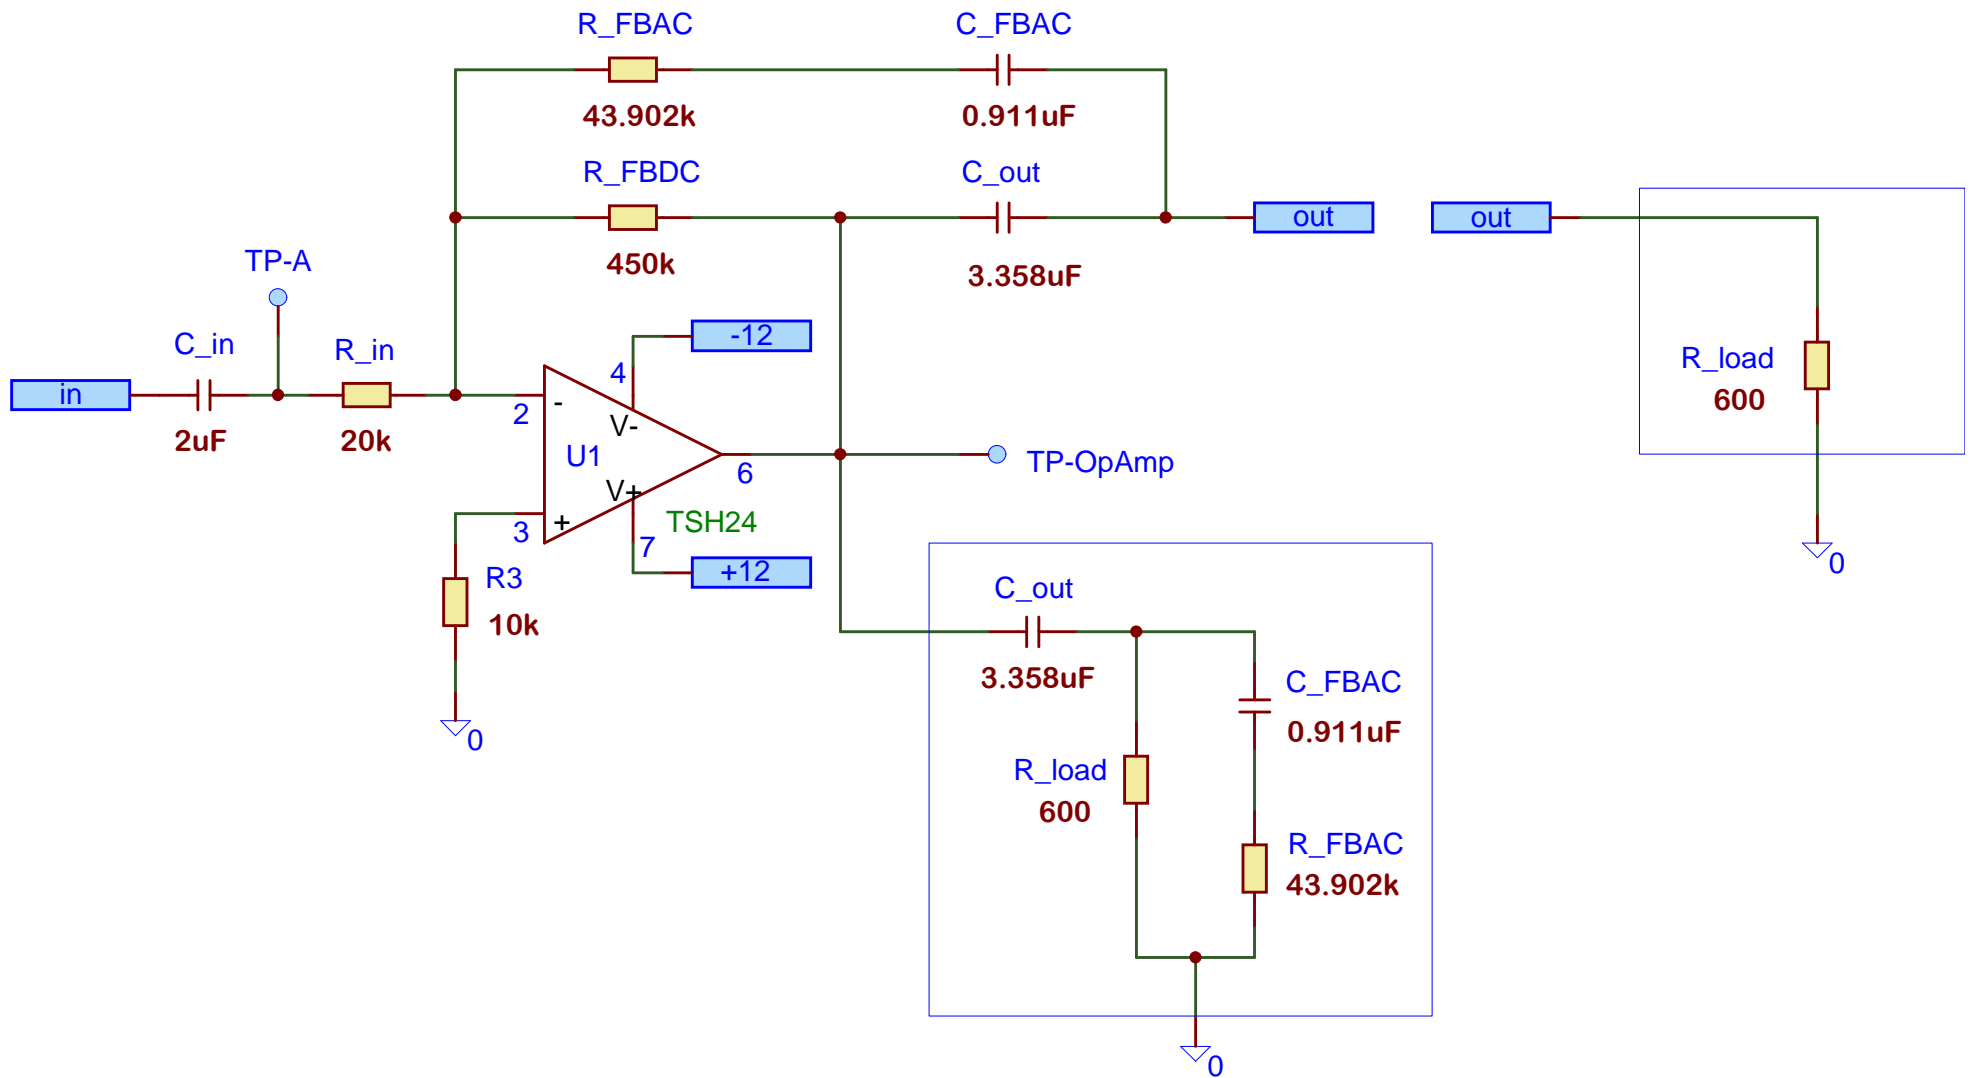 R_FBAC
C_FBAC
43.902k
0.911uF
R_FBDC
C_out
out
out
450k
3.358uF
TP-A
C_in
R_in
-12
4
in
2
-
V-
2uF
20k
U1
6
TP-OpAmp
R_load
600
V+
3
+
TSH24
7
+12
0
R3
10k
C_out
3.358uF
C_FBAC
0.911uF
0
R_load
600
R_FBAC
43.902k
0